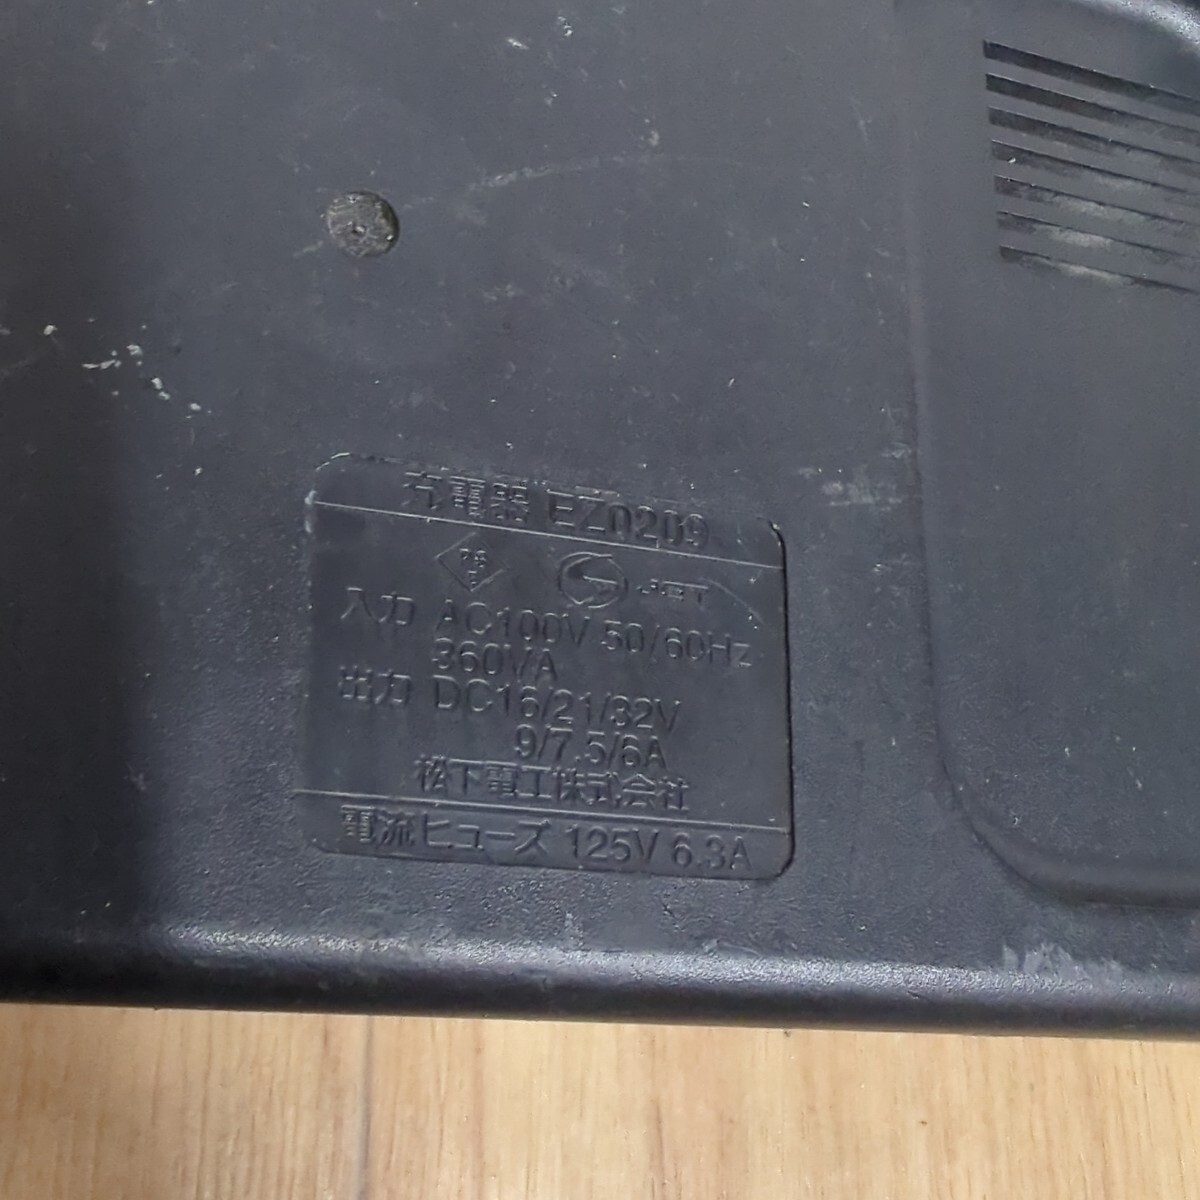 充電器 EZ0209
PS
E
S JET
入力 AC100V 50/60Hz
360VA
出力 DC16/21/32V
9/7.5/6A
松下電工株式会社
電流ヒューズ 125V 6.3A